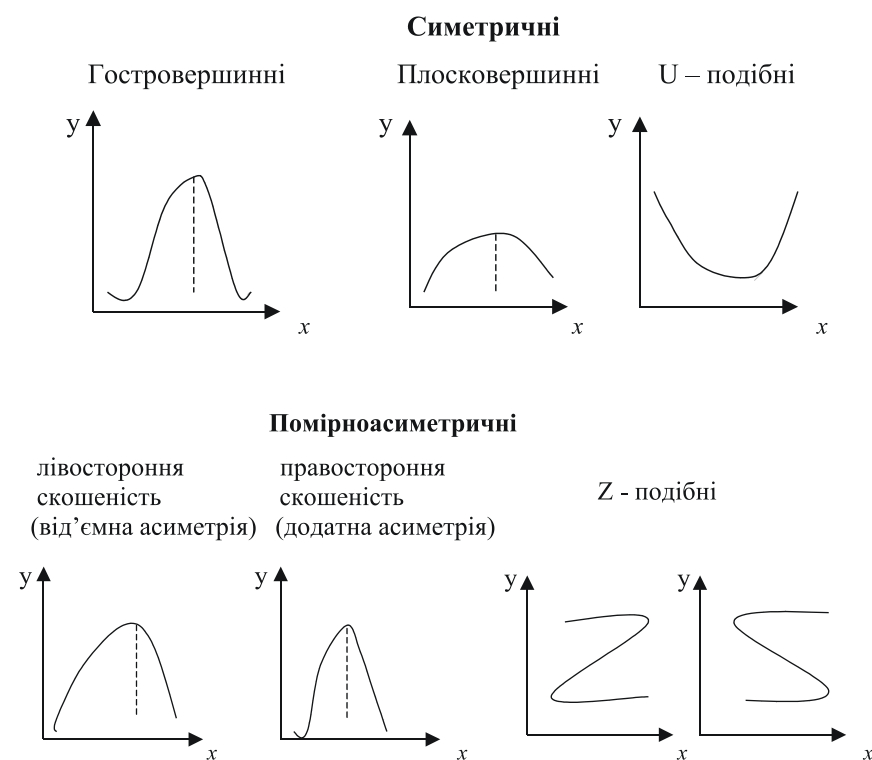 Симетричні
Гостровершинні
Плосковершинні
U – подібні
y
y
y
x
x
x
Помірноасиметричні
лівостороння
скошеність
(від’ємна асиметрія)
правостороння
скошеність
(додатна асиметрія)
Z - подібні
y
y
y
y
x
x
x
x